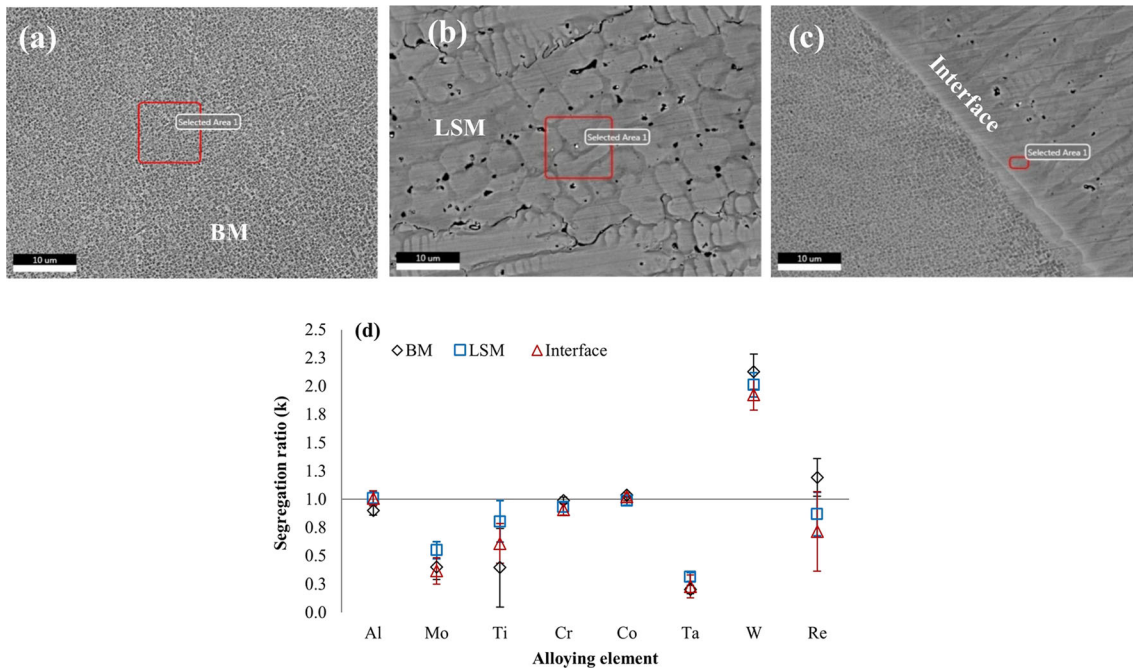 (a)
Selected Area 1
BM
10 um
(b)
LSM
Selected Area 1
10 um
(c)
Interface
Selected Area 1
10 um
(d)
BM LSM Interface
Segregation ratio (k)
2.5
2.3
2.0
1.8
1.5
1.3
1.0
0.8
0.5
0.3
0.0
Al Mo Ti Cr Co Ta W Re
Alloying element